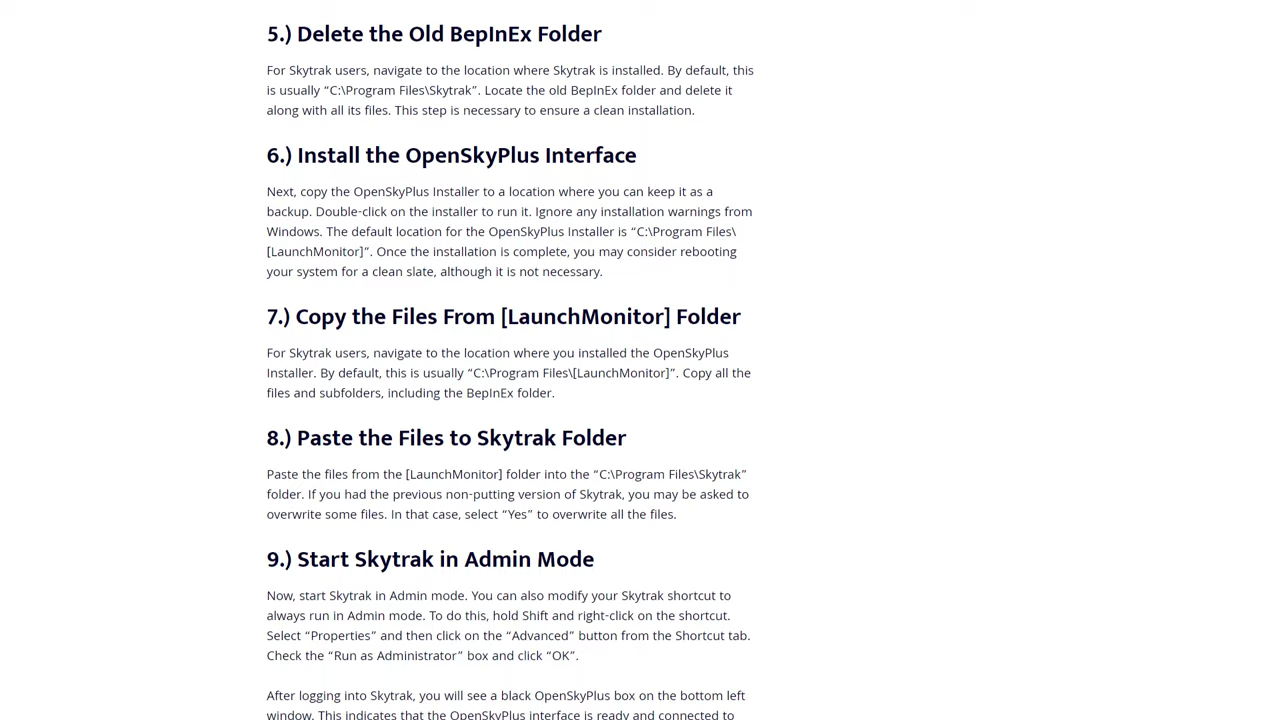 5.) Delete the Old BepInEx Folder
For Skytrak users, navigate to the location where Skytrak is installed. By default, this
is usually “C:\Program Files\Skytrak”. Locate the old BepInEx folder and delete it
along with all its files. This step is necessary to ensure a clean installation.
6.) Install the OpenSkyPlus Interface
Next, copy the OpenSkyPlus Installer to a location where you can keep it as a
backup. Double-click on the installer to run it. Ignore any installation warnings from
Windows. The default location for the OpenSkyPlus Installer is “C:\Program Files\
[LaunchMonitor]“. Once the installation is complete, you may consider rebooting
your system for a clean slate, although it is not necessary.
7.) Copy the Files From [LaunchMonitor] Folder
For Skytrak users, navigate to the location where you installed the OpenSkyPlus
Installer. By default, this is usually “C:\Program Files\[LaunchMonitor]”. Copy all the
files and subfolders, including the BepInEx folder.
8.) Paste the Files to Skytrak Folder
Paste the files from the [LaunchMonitor] folder into the “C:\Program Files\Skytrak”
folder. If you had the previous non-putting version of Skytrak, you may be asked to
overwrite some files. In that case, select “Yes” to overwrite all the files.
9.) Start Skytrak in Admin Mode
Now, start Skytrak in Admin mode. You can also modify your Skytrak shortcut to
always run in Admin mode. To do this, hold Shift and right-click on the shortcut.
Select “Properties” and then click on the “Advanced” button from the Shortcut tab.
Check the “Run as Administrator” box and click “OK”.
After logging into Skytrak, you will see a black OpenSkyPlus box on the bottom left
window. This indicates that the OpenSkyPlus interface is ready and connected to